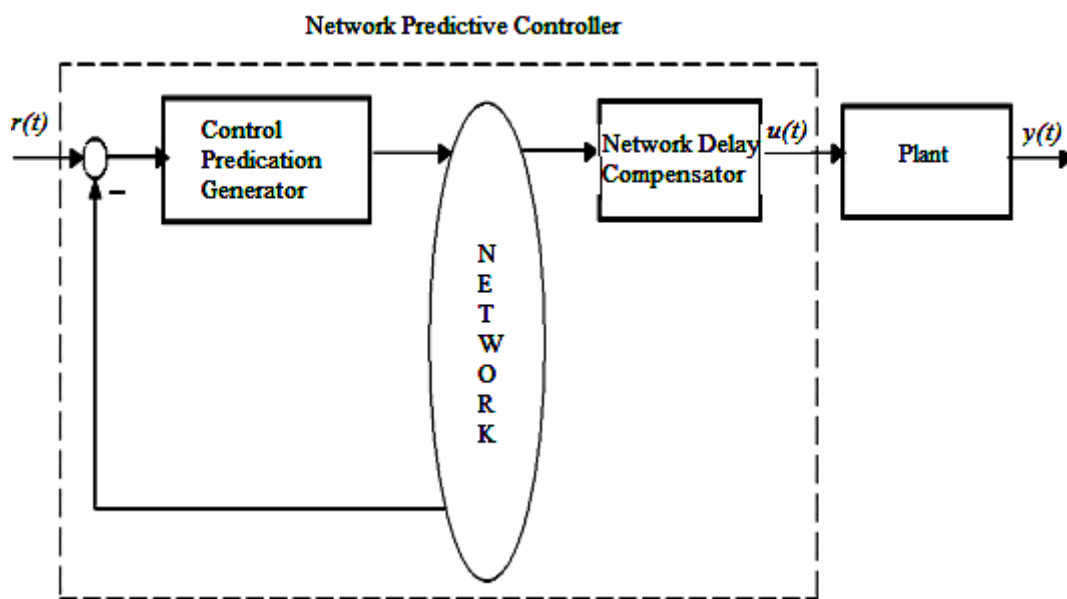 Network Predictive Controller
r(t)
Control
Predication
Generator
Network Delay
Compensator
u(t)
Plant
y(t)
–
N
E
T
W
O
R
K